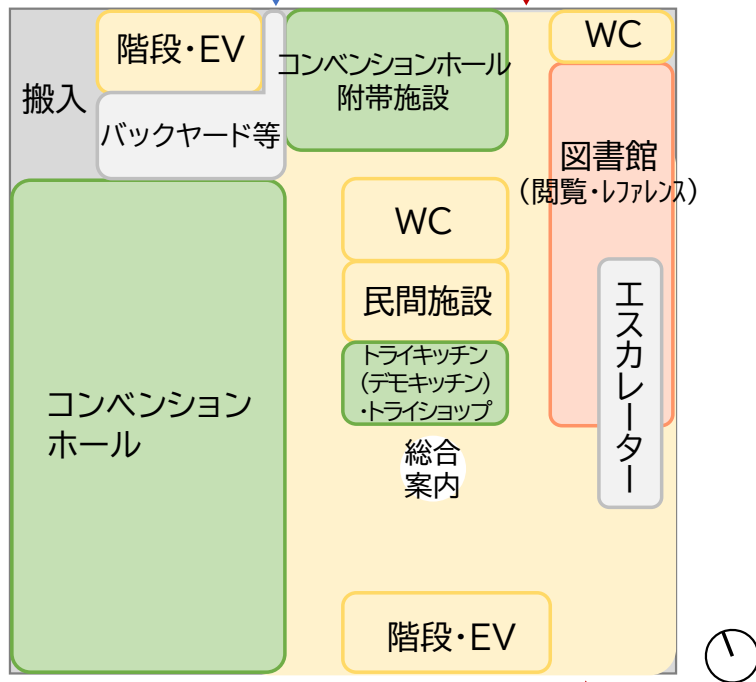 階段・EV
搬入
バックヤード等
コンベンションホール
附帯施設
WC
図書館
（閲覧・ﾚﾌｧﾚﾝｽ）
WC
民間施設
トライキッチン
（デモキッチン）
・トライショップ
エスカレーター
コンベンション
ホール
総合
案内
階段・EV